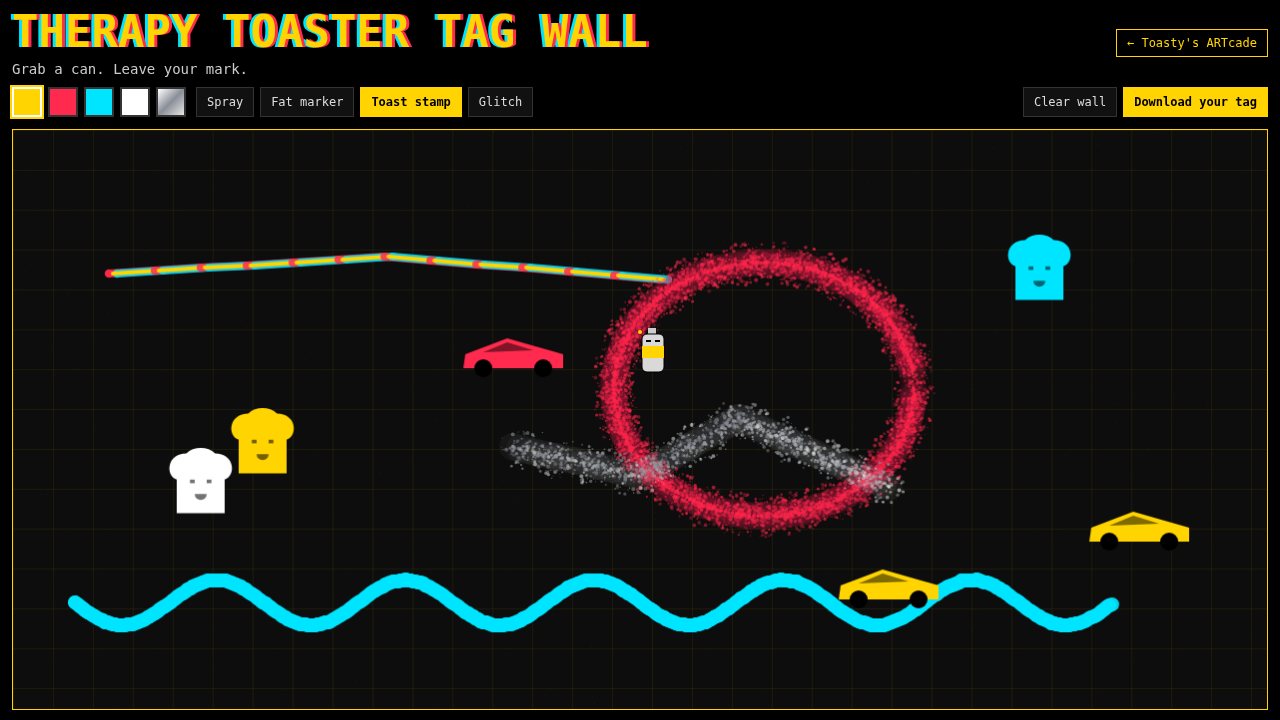 THERAPY TOASTER TAG WALL
← Toasty's ARTcade
Grab a can. Leave your mark.
Spray
Fat marker
Toast stamp
Glitch
Clear wall
Download your tag